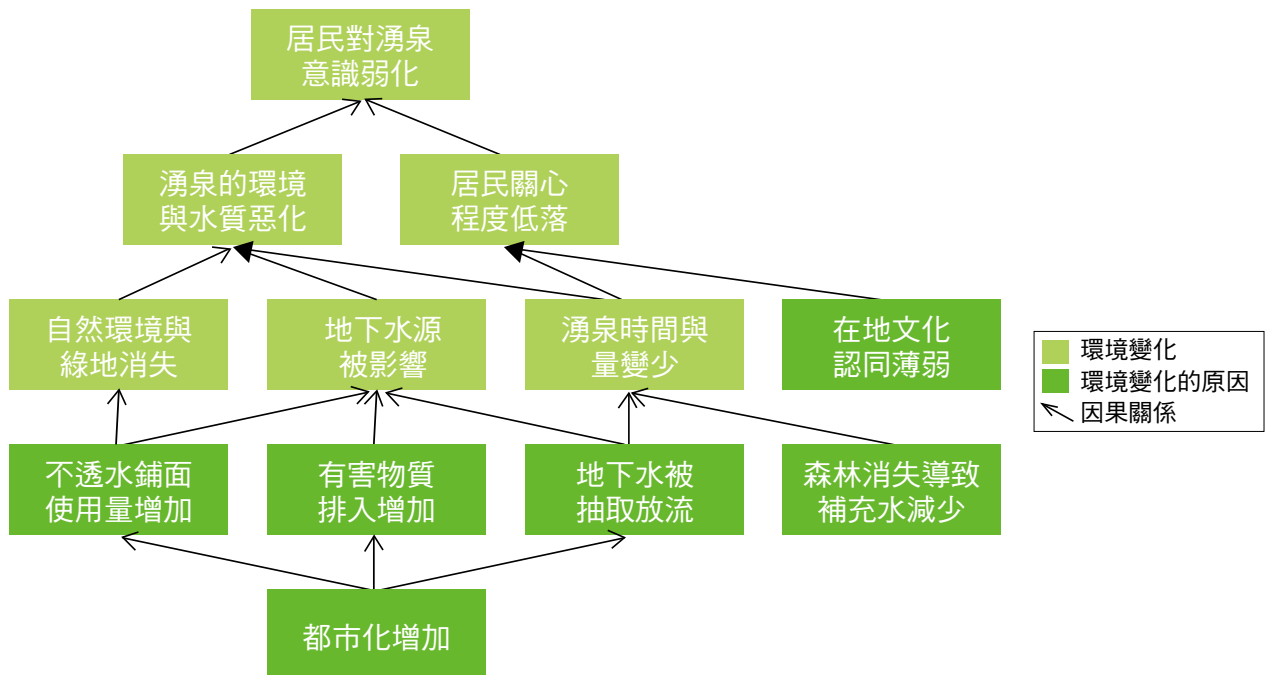 居民對湧泉
意識弱化
湧泉的環境
與水質惡化
居民關心
程度低落
自然環境與
綠地消失
地下水源
被影響
湧泉時間與
量變少
在地文化
認同薄弱
環境變化
環境變化的原因
因果關係
不透水鋪面
使用量增加
有害物質
排入增加
地下水被
抽取放流
森林消失導致
補充水減少
都市化增加